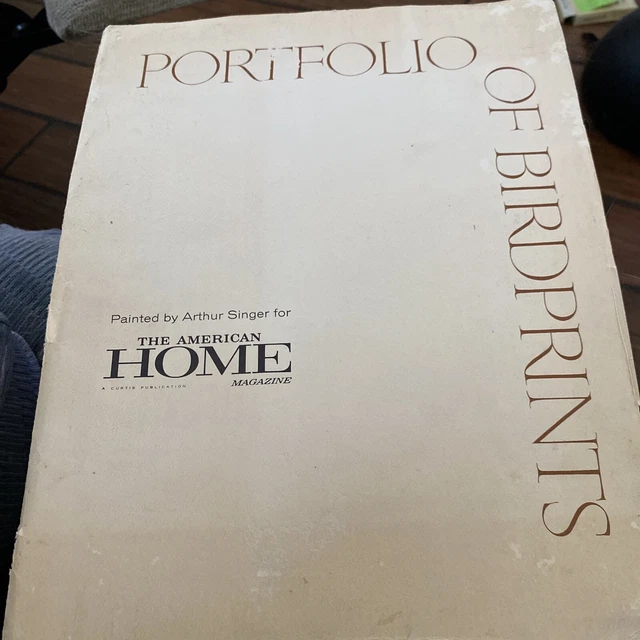 PORTFOLIO
OF BIRDPRINTS
Painted by Arthur Singer for
THE AMERICAN
HOME
MAGAZINE
A CURTIS PUBLICATION